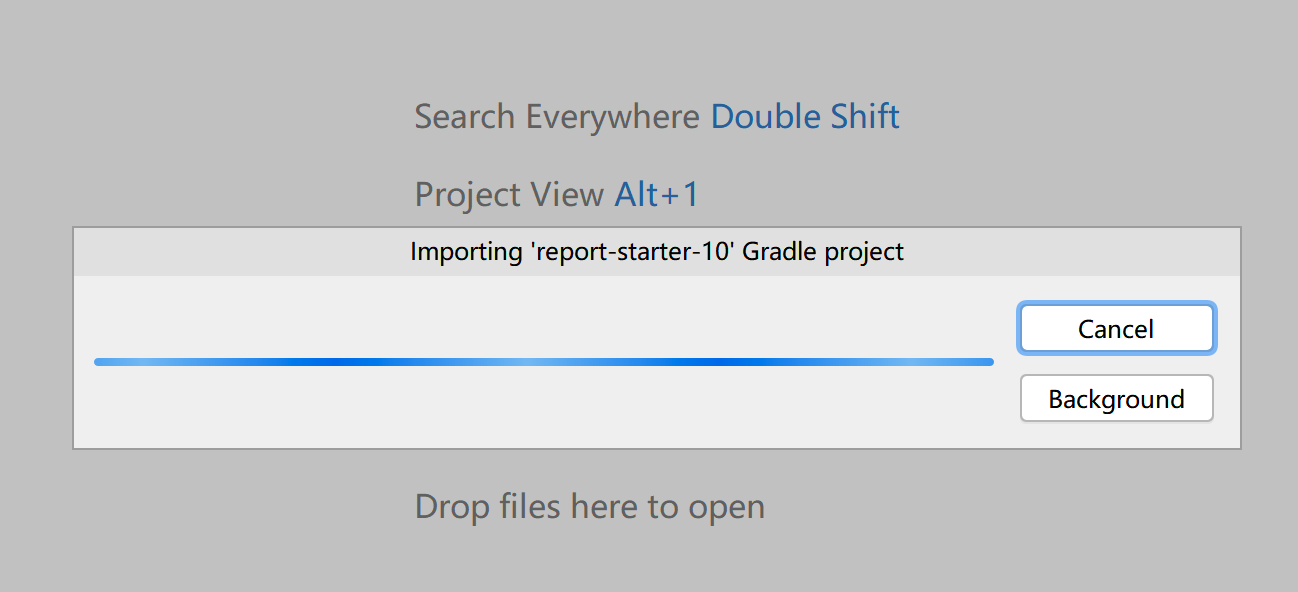 Search Everywhere Double Shift
Project View Alt+1
Importing 'report-starter-10' Gradle project
Cancel
Background
Drop files here to open